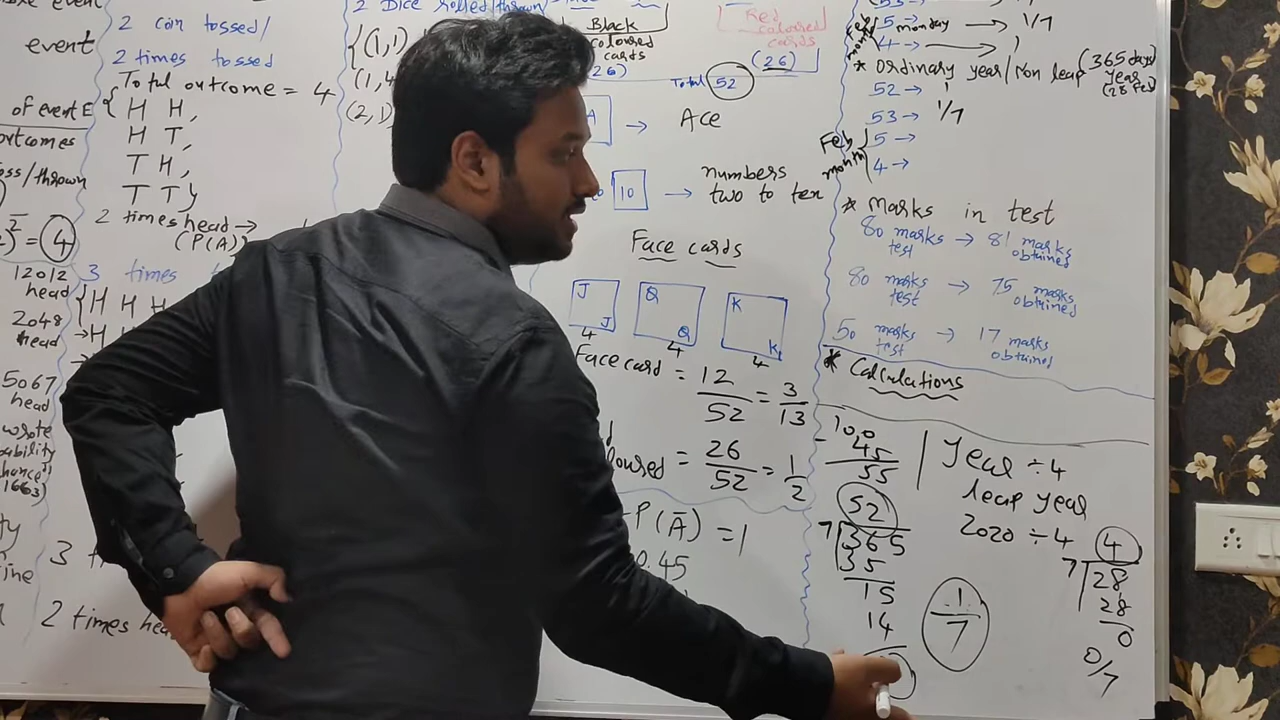 event
of event E
outcomes
oss/thrown
= 4
12012
head
2048
head
5067
head
wrote
1663)
2 coin tossed/
2 times tossed
Total outcome = 4
{ H H,
H T,
T H,
T T }
2 times head →
(P(A))
3 times
{ H H H
→ H H
3
2 times head
2 Dice rolled/thrown
{ (1,1)
(1,4
(2,1)
Black
coloured
cards
(26)
Red
coloured
cards
(26)
Total 52
A → Ace
10 → numbers
two to ten
Face cards
J J
Q Q
K K
4 4 4
Face card = 12/52 = 3/13
coloured = 26/52 = 1/2
P(Ā) = 1
0.45
5 → monday → 1/7
4 →
* Ordinary year/Non leap year (365 days)
(28 Feb)
52 → 1
53 → 1/7
Feb month { 5 →
4 →
* Marks in test
80 marks test → 81 marks obtained
80 marks test → 75 marks obtained
50 marks test → 17 marks obtained
* Calculations
100
- 45
55
52
7 365
35
15
14
1/7
Year ÷ 4
leap year
2020 ÷ 4
4
7 28
28
0
0/7